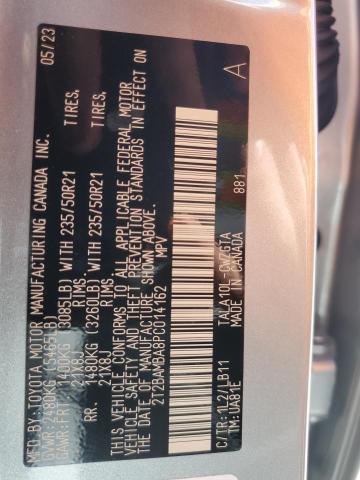 MFD.BY:TOYOTA MOTOR MANUFACTURING CANADA INC. 05/23
GVWR: 2480KG (5465LB)
GAWR:FRT. 1400KG (3085LB) WITH 235/50R21 TIRES,
21X8J RIMS
RR. 1480KG (3260LB) WITH 235/50R21 TIRES,
21X8J RIMS
THIS VEHICLE CONFORMS TO ALL APPLICABLE FEDERAL MOTOR
VEHICLE SAFETY, BUMPER, AND THEFT PREVENTION STANDARDS IN EFFECT ON
THE DATE OF MANUFACTURE SHOWN ABOVE.
2T2BAMBA8PC014162 MPV A
C/TR:1L2/LB11 TALA10L-CWZGTA
TM:UA81E MADE IN CANADA 881